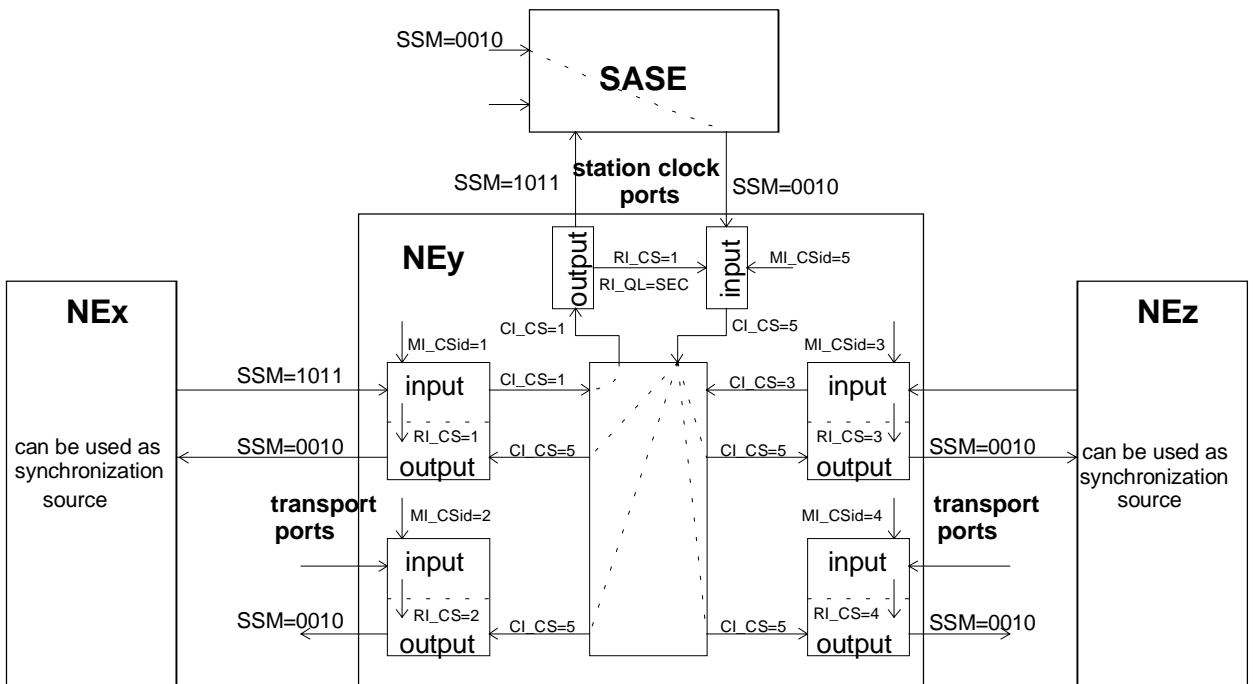 SSM=0010
SASE
station clock
ports
SSM=1011
SSM=0010
NEy
output
RI_CS=1
RI_QL=SEC
input
MI_CSid=5
CI_CS=1
CI_CS=5
NEx
can be used as
synchronization
source
NEz
can be used as
synchronization
source
MI_CSid=1
SSM=1011
input
CI_CS=1
RI_CS=1
SSM=0010
output
CI_CS=5
MI_CSid=3
CI_CS=3
input
RI_CS=3
CI_CS=5
output
SSM=0010
transport
ports
MI_CSid=2
input
RI_CS=2
SSM=0010
output
CI_CS=5
MI_CSid=4
transport
ports
input
RI_CS=4
CI_CS=5
output
SSM=0010